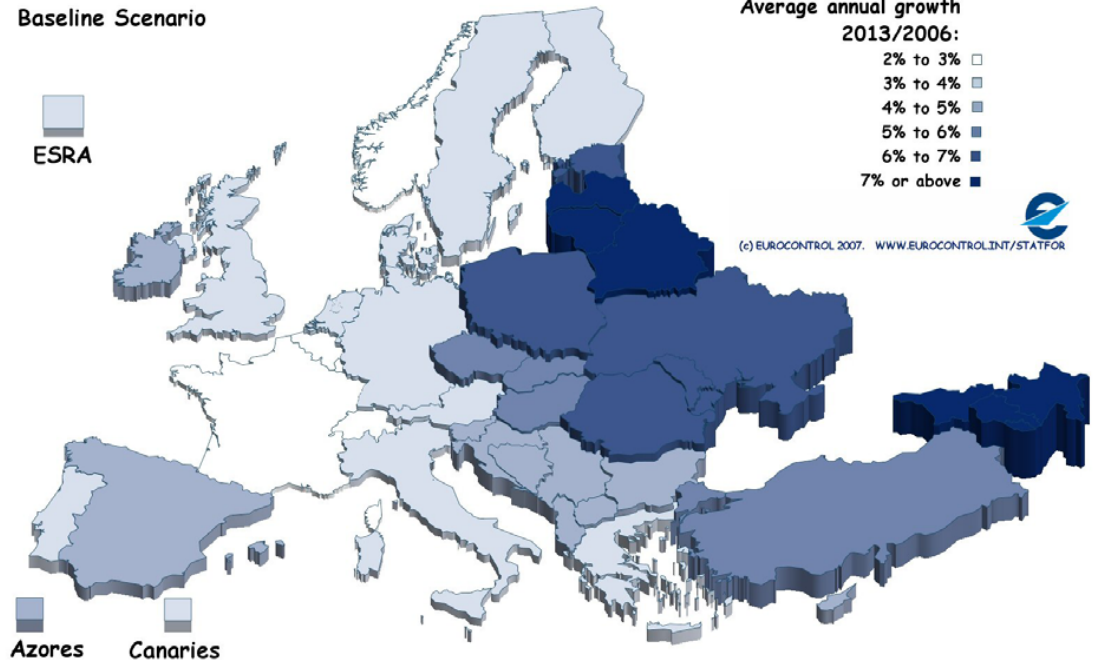 Baseline Scenario
Average annual growth
2013/2006:
2% to 3%
3% to 4%
4% to 5%
5% to 6%
6% to 7%
7% or above
ESRA
(c) EUROCONTROL 2007. WWW.EUROCONTROL.INT/STATFOR
Azores
Canaries